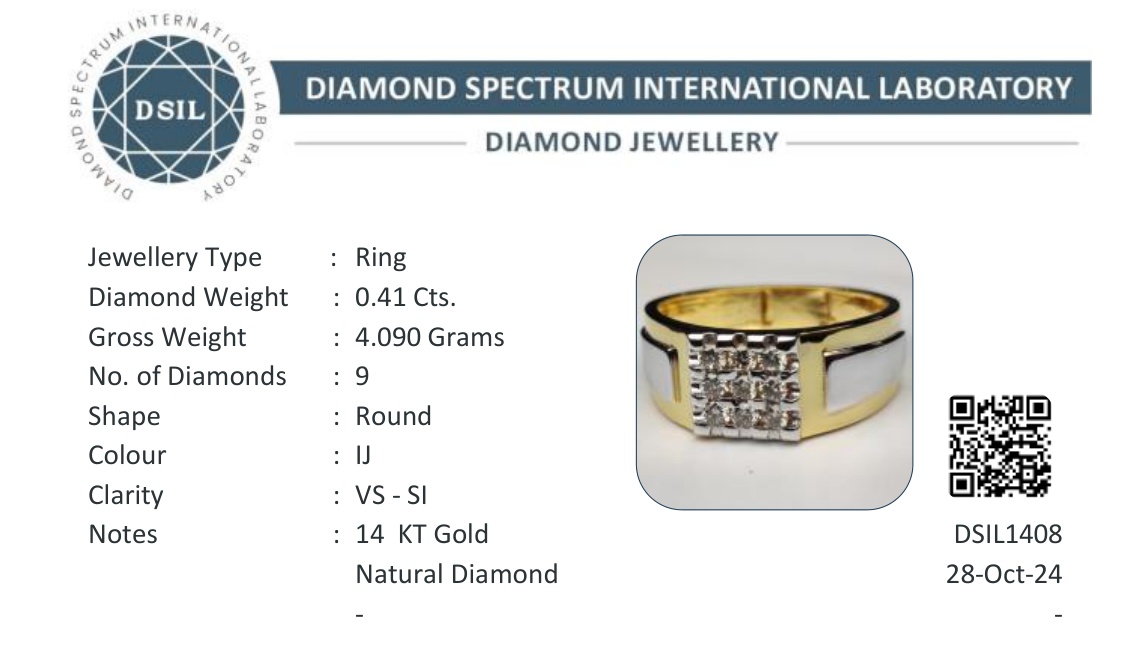 DIAMOND SPECTRUM INTERNATIONAL LABORATORY
DSIL
DIAMOND SPECTRUM INTERNATIONAL LABORATORY
DIAMOND JEWELLERY
Jewellery Type : Ring
Diamond Weight : 0.41 Cts.
Gross Weight : 4.090 Grams
No. of Diamonds : 9
Shape : Round
Colour : IJ
Clarity : VS - SI
Notes : 14 KT Gold
Natural Diamond
-
DSIL1408
28-Oct-24
-